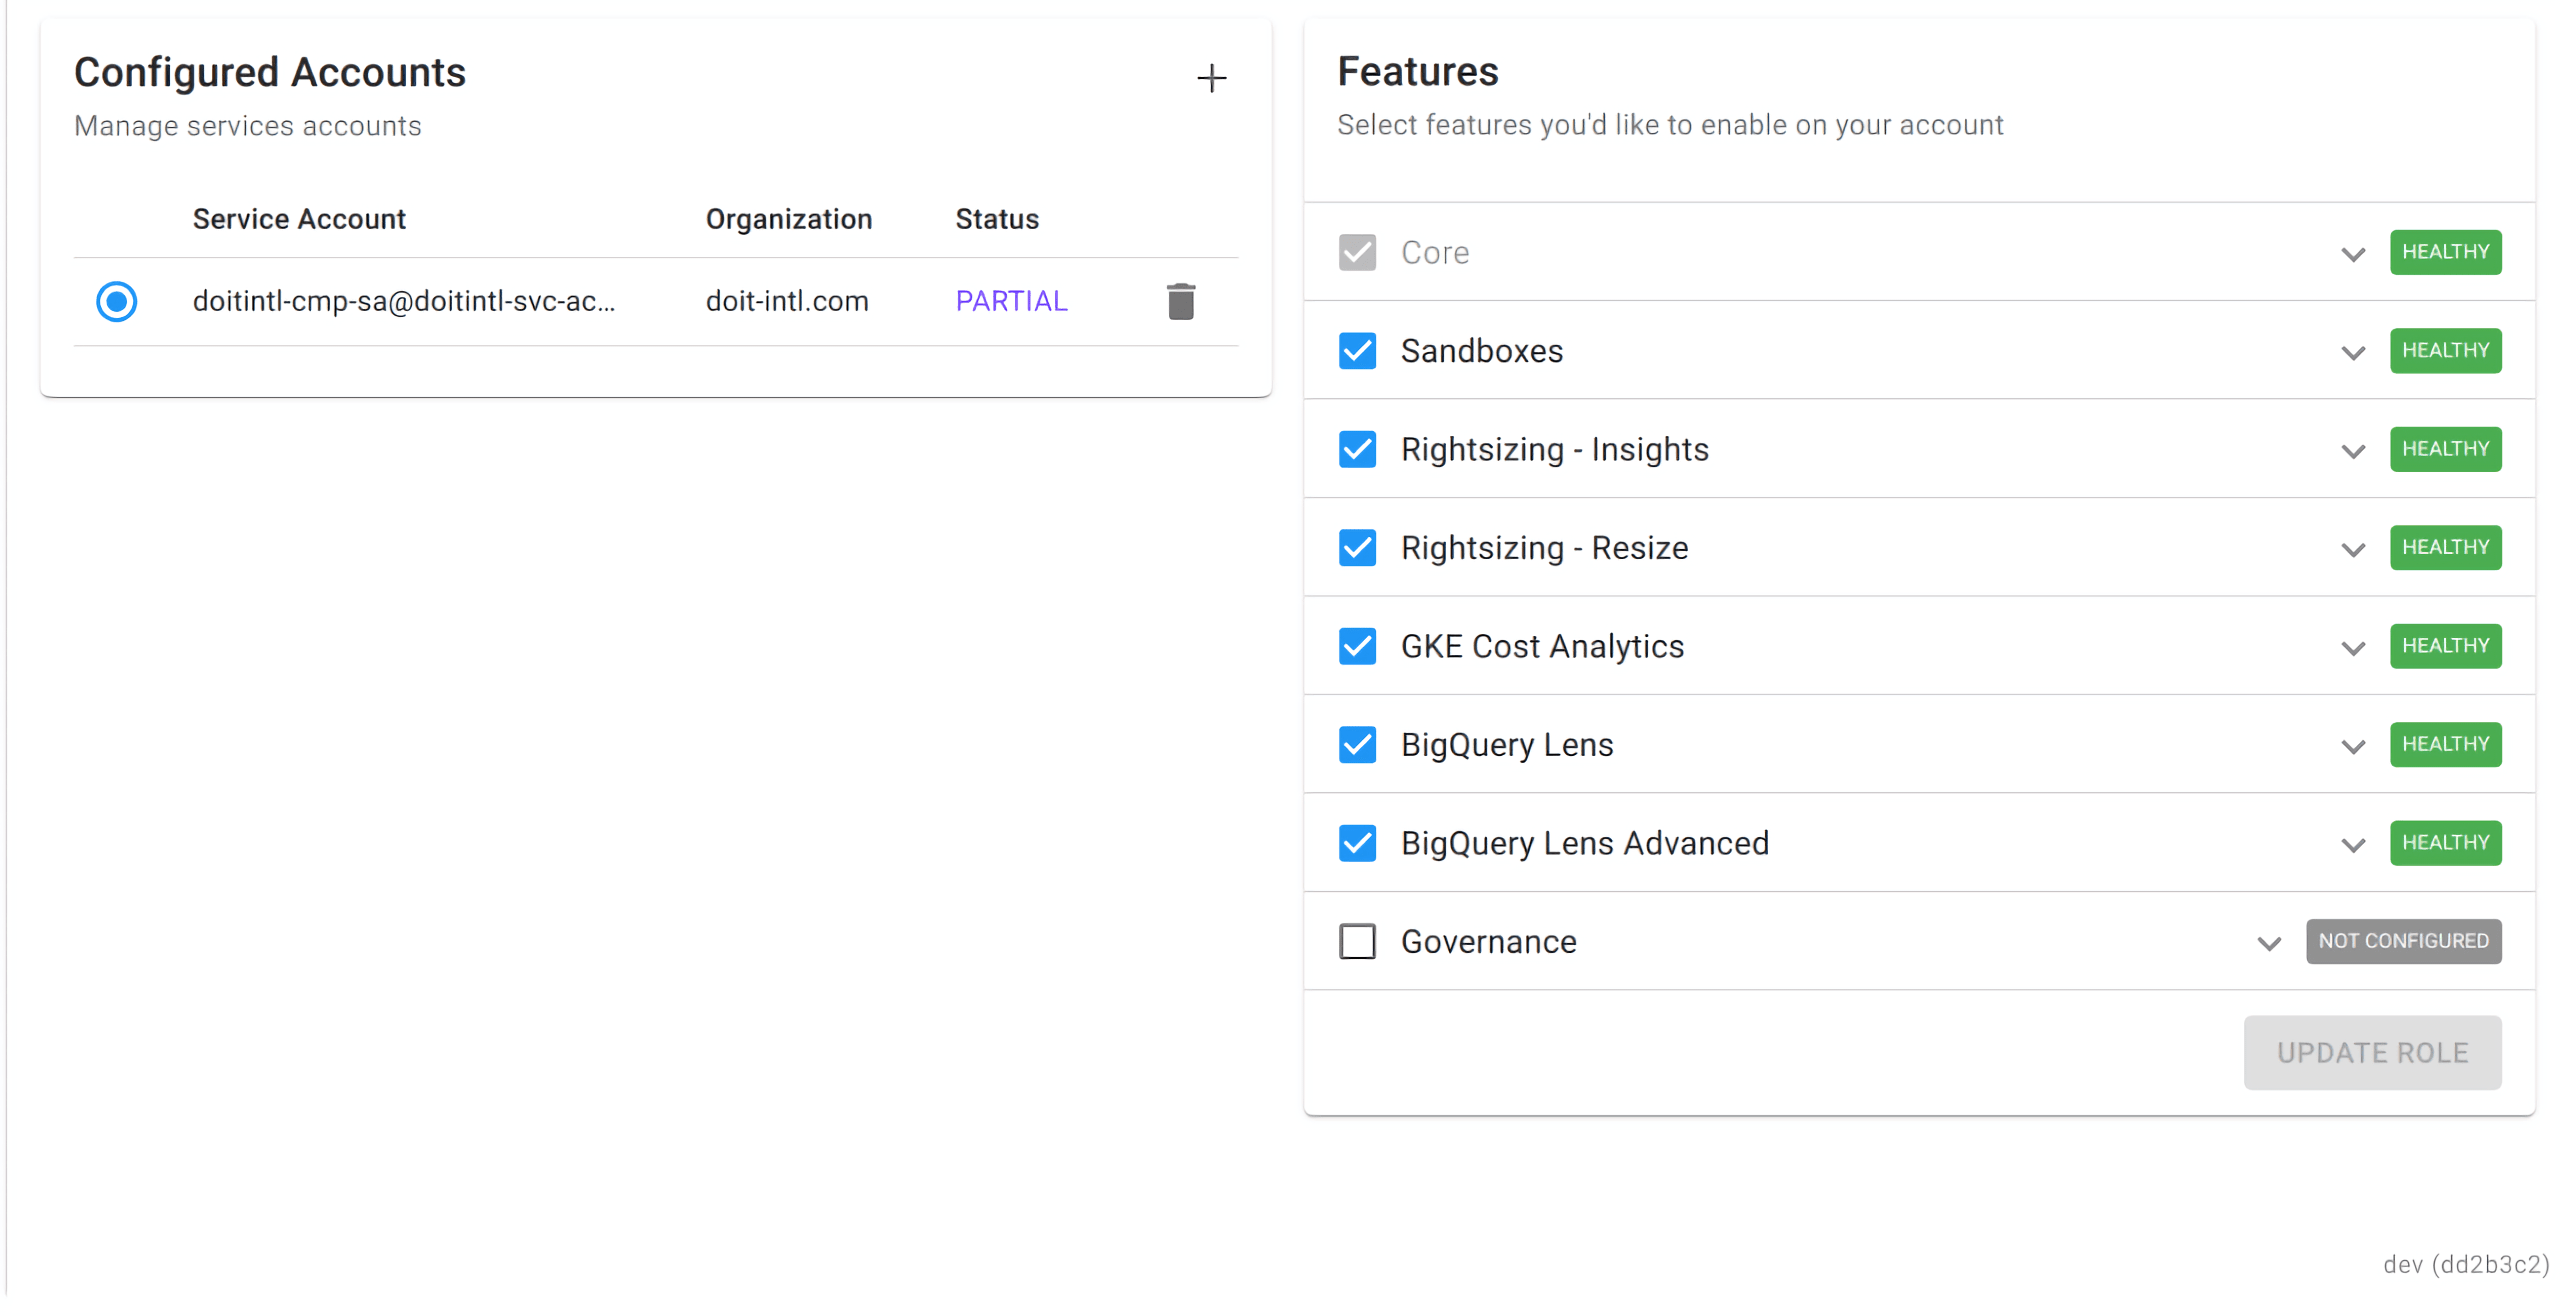 Configured Accounts
Manage services accounts
Service Account Organization Status
doitintl-cmp-sa@doitintl-svc-ac... doit-intl.com PARTIAL
Features
Select features you'd like to enable on your account
Core HEALTHY
Sandboxes HEALTHY
Rightsizing - Insights HEALTHY
Rightsizing - Resize HEALTHY
GKE Cost Analytics HEALTHY
BigQuery Lens HEALTHY
BigQuery Lens Advanced HEALTHY
Governance NOT CONFIGURED
UPDATE ROLE
dev (dd2b3c2)